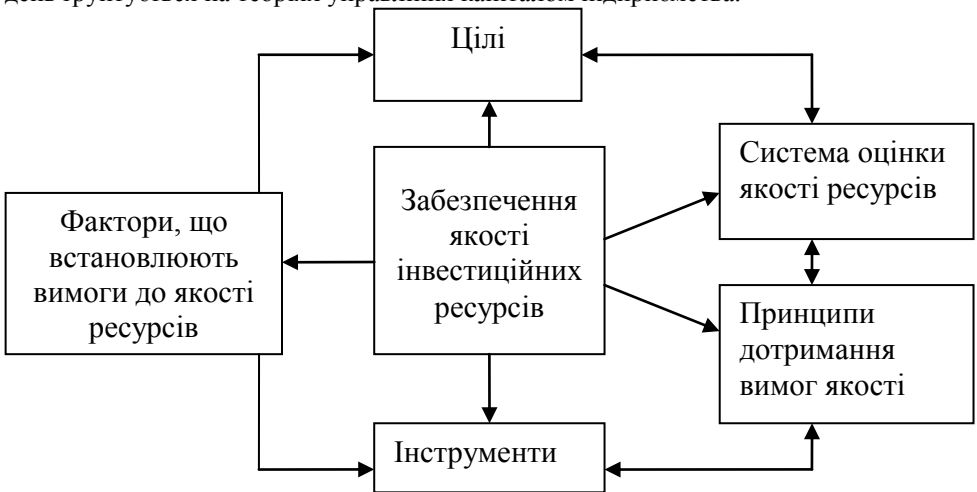 Цілі
Система оцінки
якості ресурсів
Забезпечення
якості
інвестиційних
ресурсів
Фактори, що
встановлюють
вимоги до якості
ресурсів
Принципи
дотримання
вимог якості
Інструменти